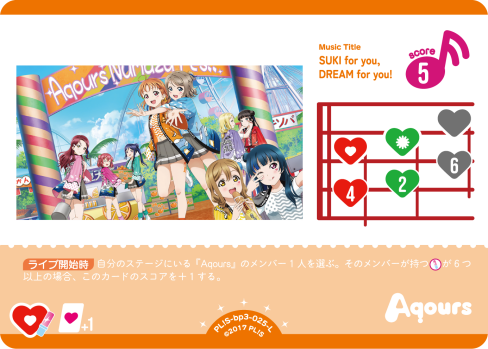 Music Title
SUKI for you,
DREAM for you!
score
5
Aqours Numazu Fes!!
4
2
6
ライブ開始時 自分のステージにいる『Aqours』のメンバー1人を選ぶ。そのメンバーが持つが6つ
以上の場合、このカードのスコアを+1する。
+1
PL!S-bp3-025-L
©2017 PL!S
Aqours